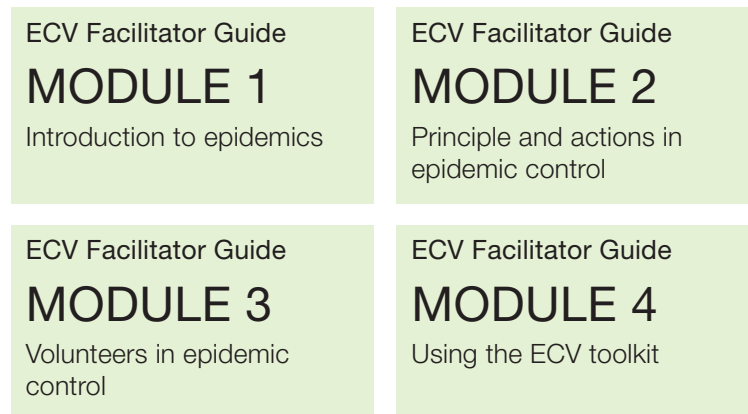 ECV Facilitator Guide
MODULE 1
Introduction to epidemics
ECV Facilitator Guide
MODULE 2
Principle and actions in
epidemic control
ECV Facilitator Guide
MODULE 3
Volunteers in epidemic
control
ECV Facilitator Guide
MODULE 4
Using the ECV toolkit